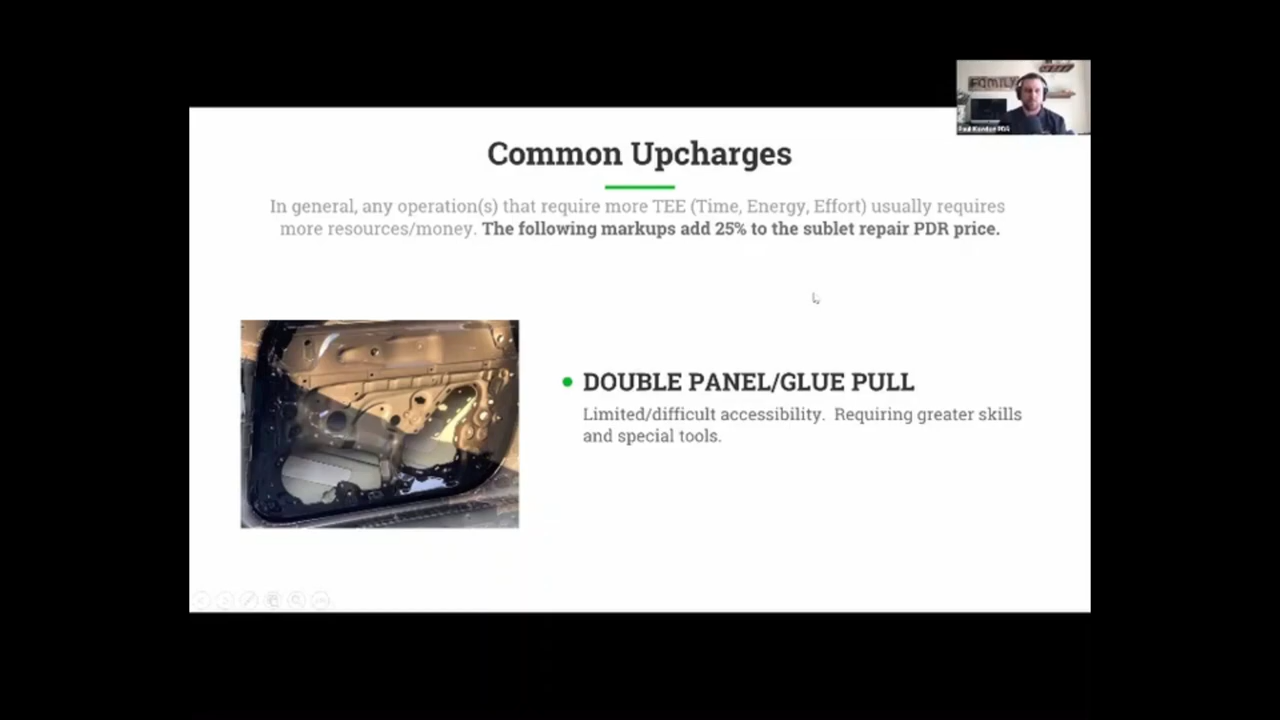 FAMILY
Common Upcharges
In general, any operation(s) that require more TEE (Time, Energy, Effort) usually requires
more resources/money. The following markups add 25% to the sublet repair PDR price.
DOUBLE PANEL/GLUE PULL
Limited/difficult accessibility. Requiring greater skills
and special tools.